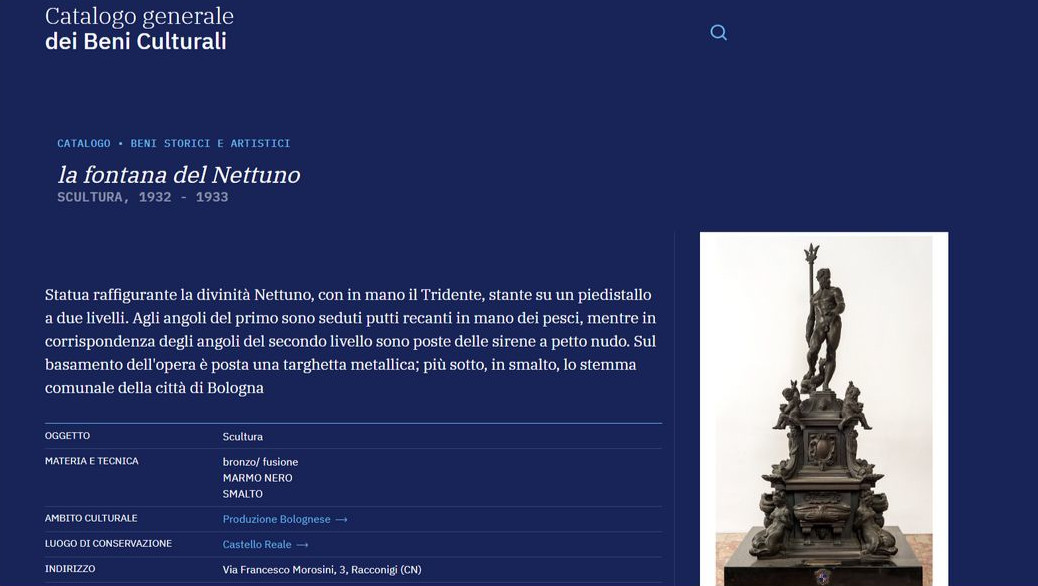 Catalogo generale
dei Beni Culturali
CATALOGO • BENI STORICI E ARTISTICI
la fontana del Nettuno
SCULTURA, 1932 - 1933
Statua raffigurante la divinità Nettuno, con in mano il Tridente, stante su un piedistallo
a due livelli. Agli angoli del primo sono seduti putti recanti in mano dei pesci, mentre in
corrispondenza degli angoli del secondo livello sono poste delle sirene a petto nudo. Sul
basamento dell'opera è posta una targhetta metallica; più sotto, in smalto, lo stemma
comunale della città di Bologna
OGGETTO Scultura
MATERIA E TECNICA bronzo/ fusione
MARMO NERO
SMALTO
AMBITO CULTURALE Produzione Bolognese →
LUOGO DI CONSERVAZIONE Castello Reale →
INDIRIZZO Via Francesco Morosini, 3, Racconigi (CN)